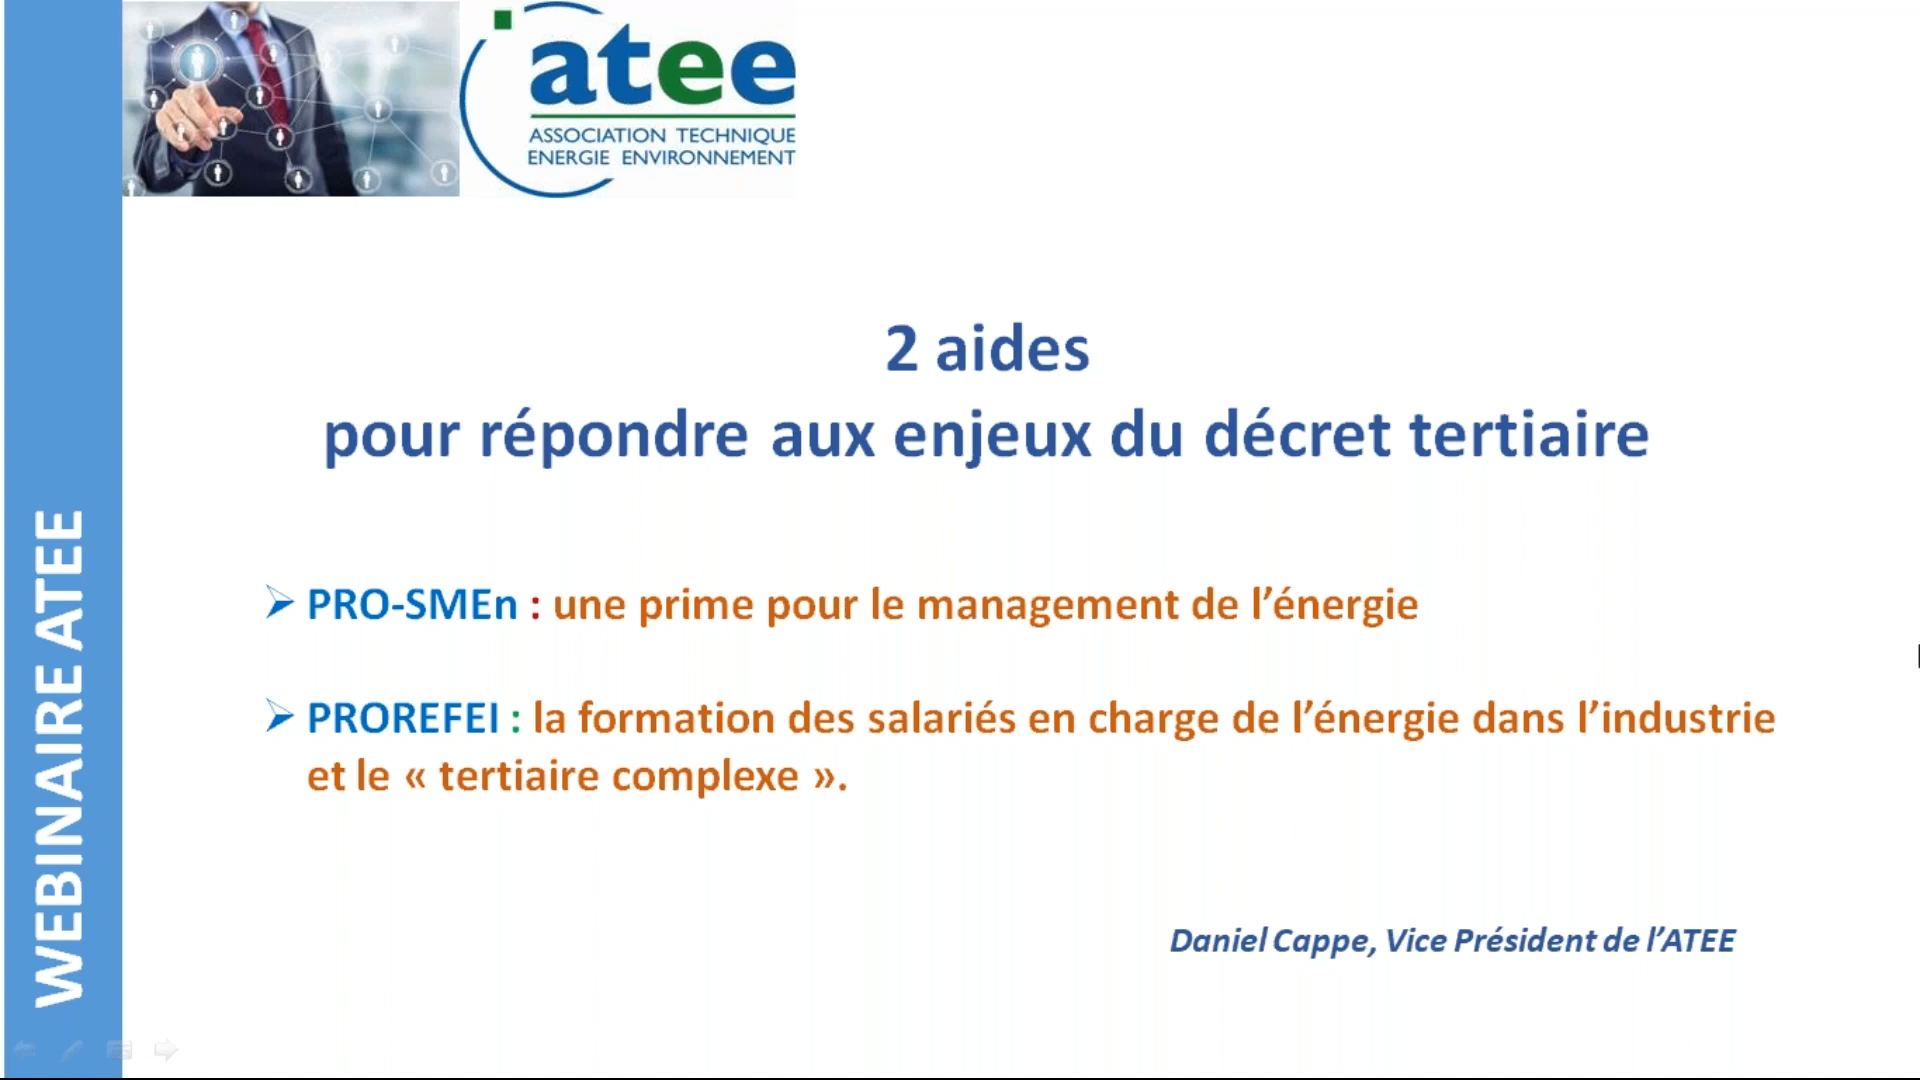 atee
ASSOCIATION TECHNIQUE
ENERGIE ENVIRONNEMENT
2 aides
pour répondre aux enjeux du décret tertiaire
➢ PRO-SMEn : une prime pour le management de l’énergie
➢ PROREFEI : la formation des salariés en charge de l’énergie dans l’industrie
et le « tertiaire complexe ».
Daniel Cappe, Vice Président de l’ATEE
WEBINAIRE ATEE